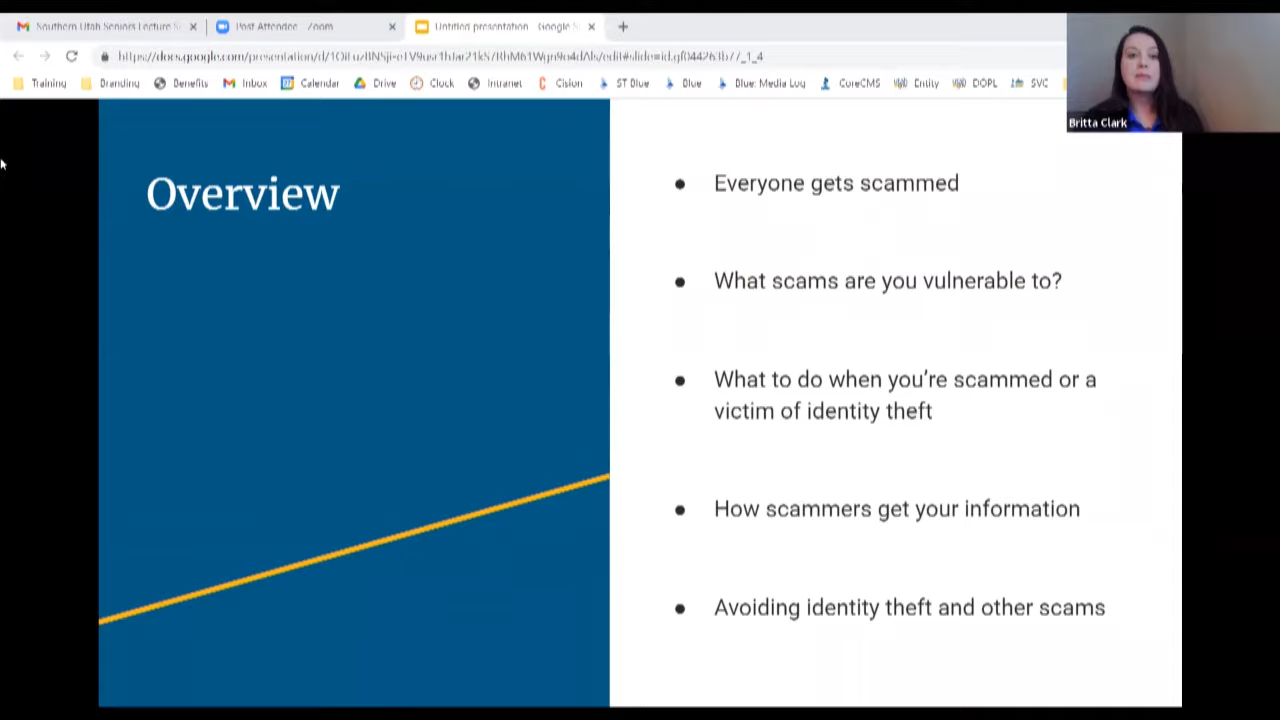 Southern Utah Seniors Lecture S
Post Attendee - Zoom
Untitled presentation - Google S
Training
Branding
Benefits
Inbox
Calendar
Drive
Clock
Intranet
Cision
ST Blue
Blue
Blue: Media Log
CoreCMS
Entity
DOPL
SVC
Britta Clark
Overview
• Everyone gets scammed
• What scams are you vulnerable to?
• What to do when you’re scammed or a
victim of identity theft
• How scammers get your information
• Avoiding identity theft and other scams